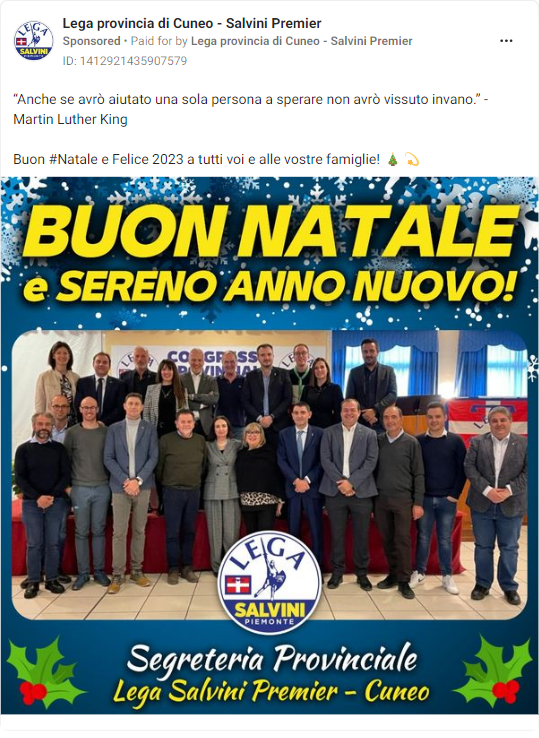 Lega provincia di Cuneo - Salvini Premier
Sponsored • Paid for by Lega provincia di Cuneo - Salvini Premier
ID: 1412921435907579
“Anche se avrò aiutato una sola persona a sperare non avrò vissuto invano.” -
Martin Luther King
Buon #Natale e Felice 2023 a tutti voi e alle vostre famiglie! 🎄 💫
BUON NATALE
e SERENO ANNO NUOVO!
CONGRESSO
PROVINCIALE
LEGA
SALVINI
PIEMONTE
Segreteria Provinciale
Lega Salvini Premier – Cuneo